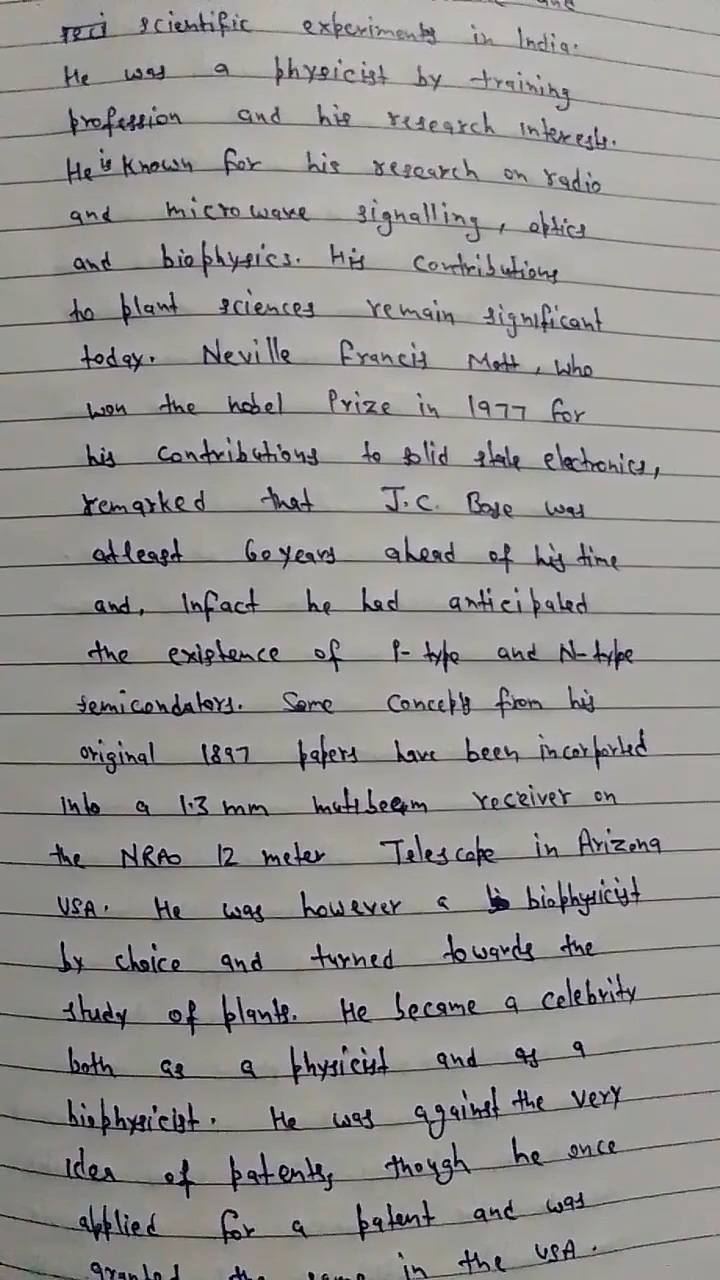 scientific experiments in India.
He was a physicist by training
profession and his research interests.
He is known for his research on radio
and microwave signalling, optics
and biophysics. His contributions
to plant sciences remain significant
today. Neville Francis Mott, who
won the nobel Prize in 1977 for
his contributions to solid state electronics,
remarked that J.C. Bose was
atleast 60 years ahead of his time
and, Infact he had anticipated
the existence of P-type and N-type
semicondators. Some concepts from his
original 1897 papers have been incorported
into a 1.3 mm multibeam receiver on
the NRAO 12 meter Telescope in Arizona
USA. He was however a biophysicist
by choice and turned towards the
study of plants. He became a celebrity
both as a physicist and as a
biophysicist. He was against the very
idea of patents, though he once
applied for a patent and was
granted the same in the USA.